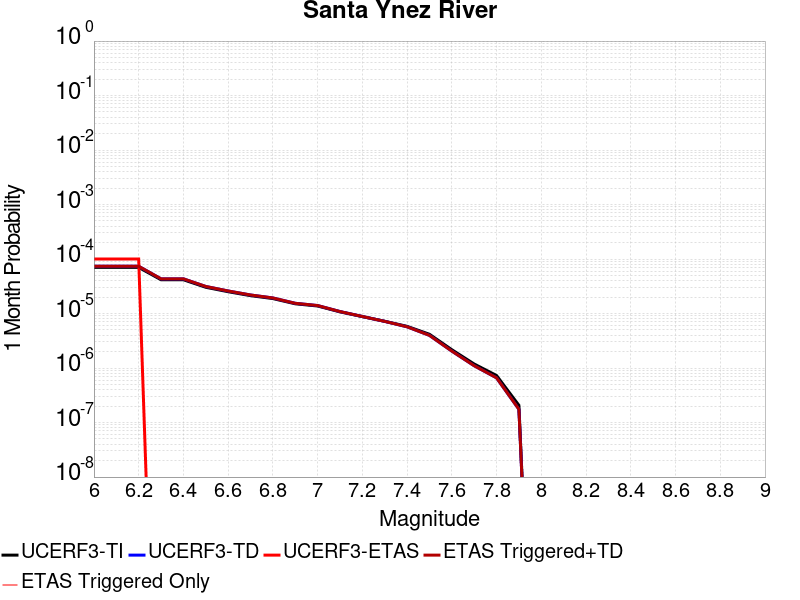 Santa Ynez River
10^0
10^-1
10^-2
10^-3
10^-4
10^-5
10^-6
10^-7
10^-8
1 Month Probability
6 6.2 6.4 6.6 6.8 7 7.2 7.4 7.6 7.8 8 8.2 8.4 8.6 8.8 9
Magnitude
UCERF3-TI UCERF3-TD UCERF3-ETAS ETAS Triggered+TD
ETAS Triggered Only